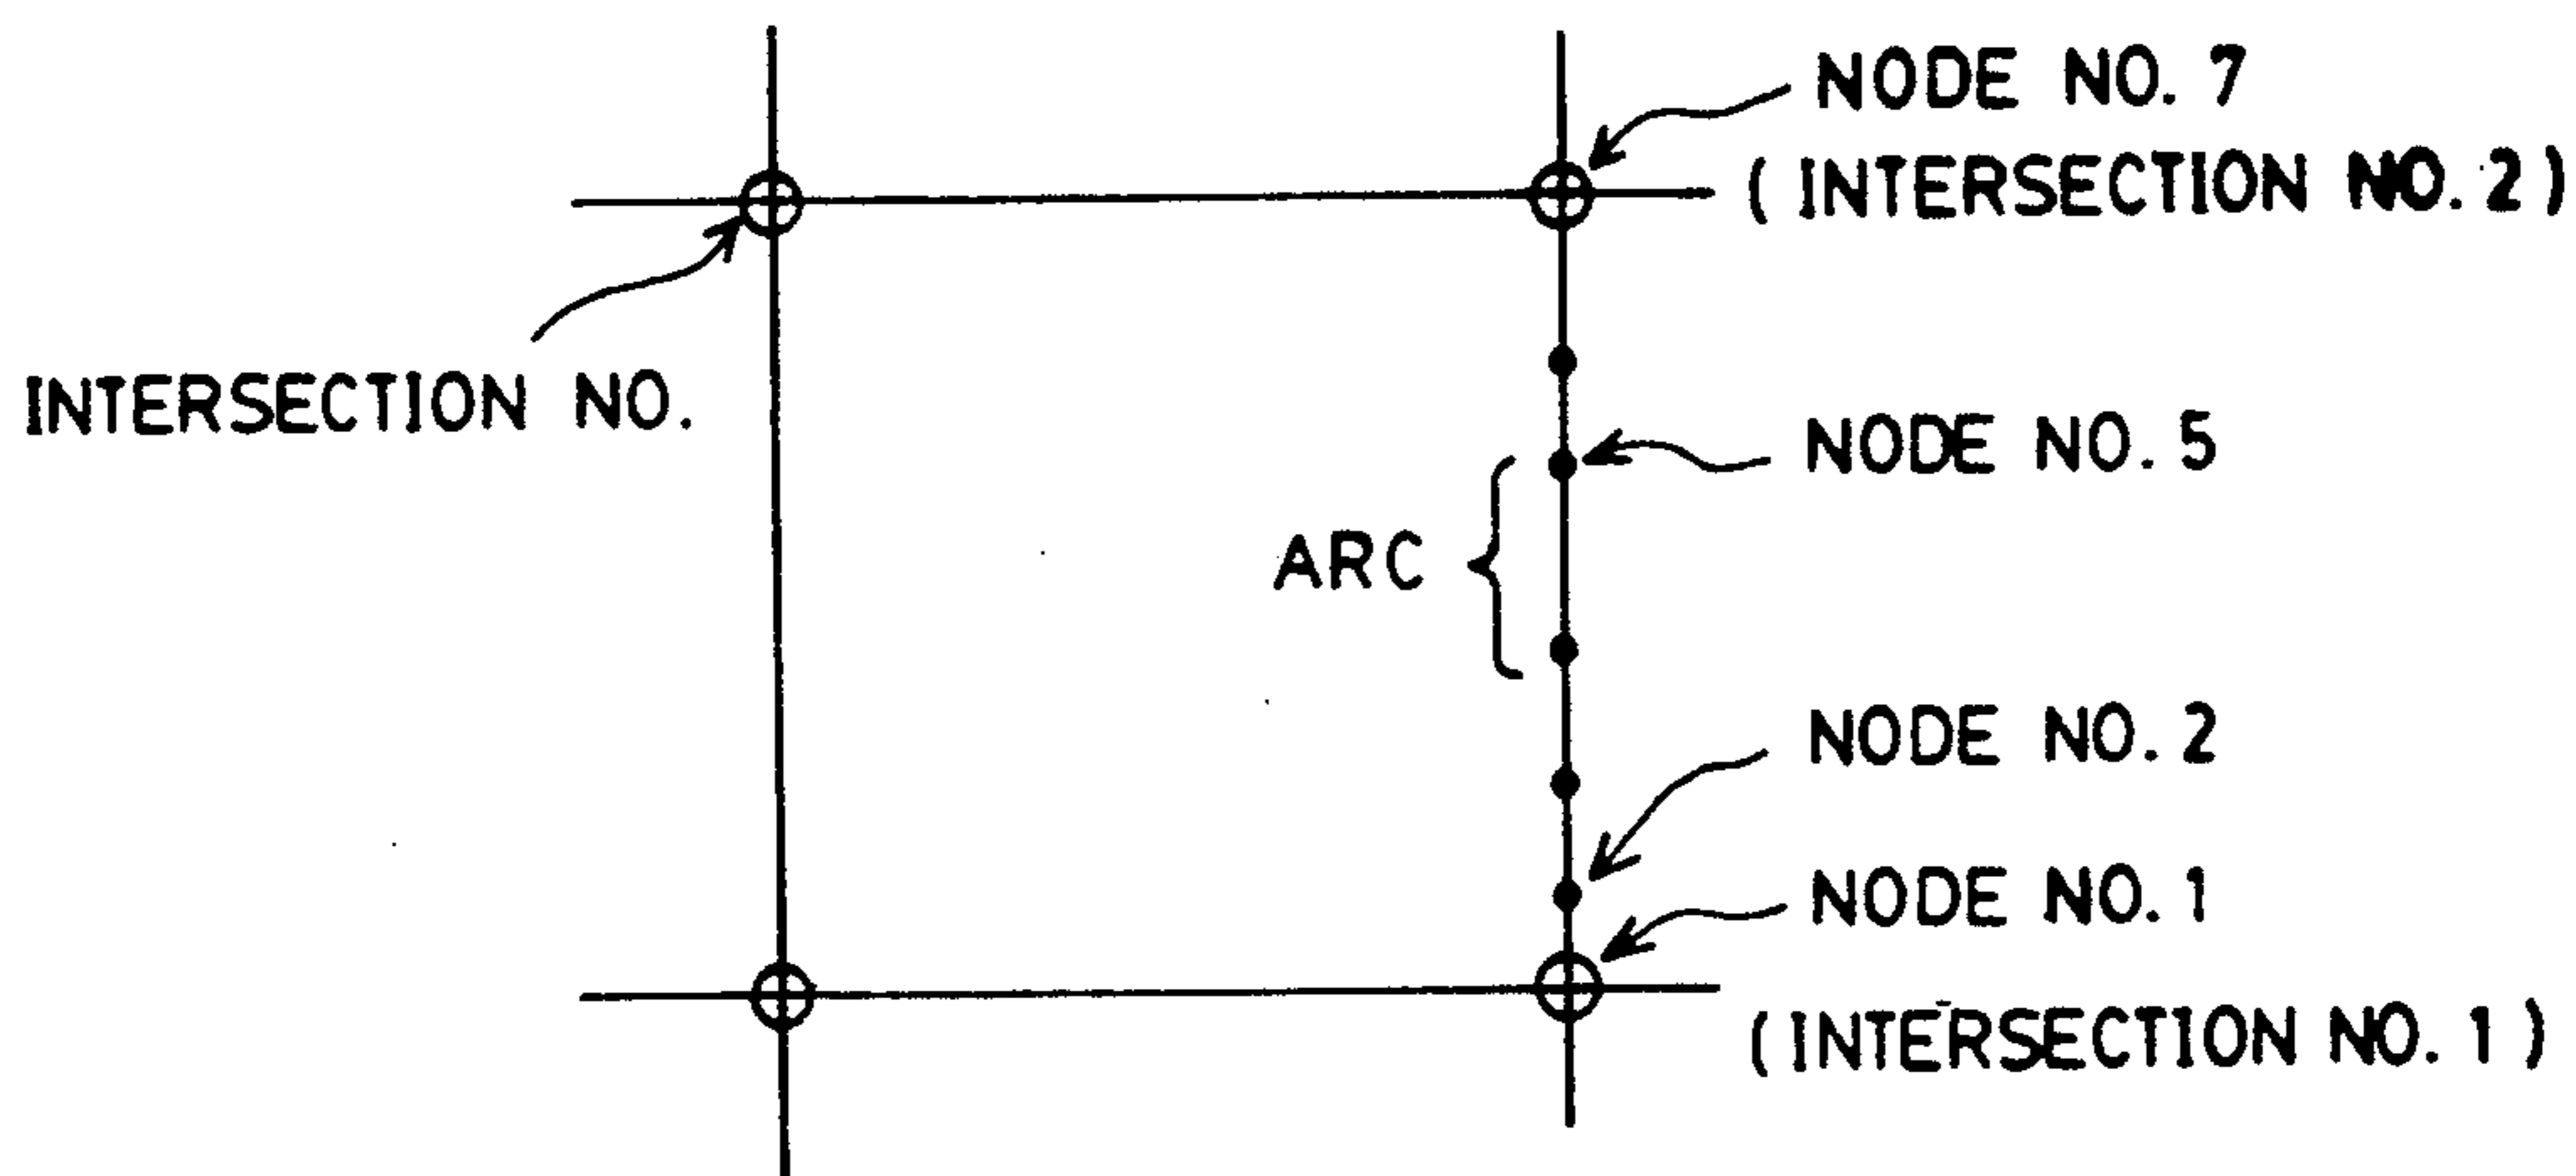 NODE NO. 7
(INTERSECTION NO. 2)
INTERSECTION NO.
NODE NO. 5
ARC
NODE NO. 2
NODE NO. 1
(INTERSECTION NO. 1)